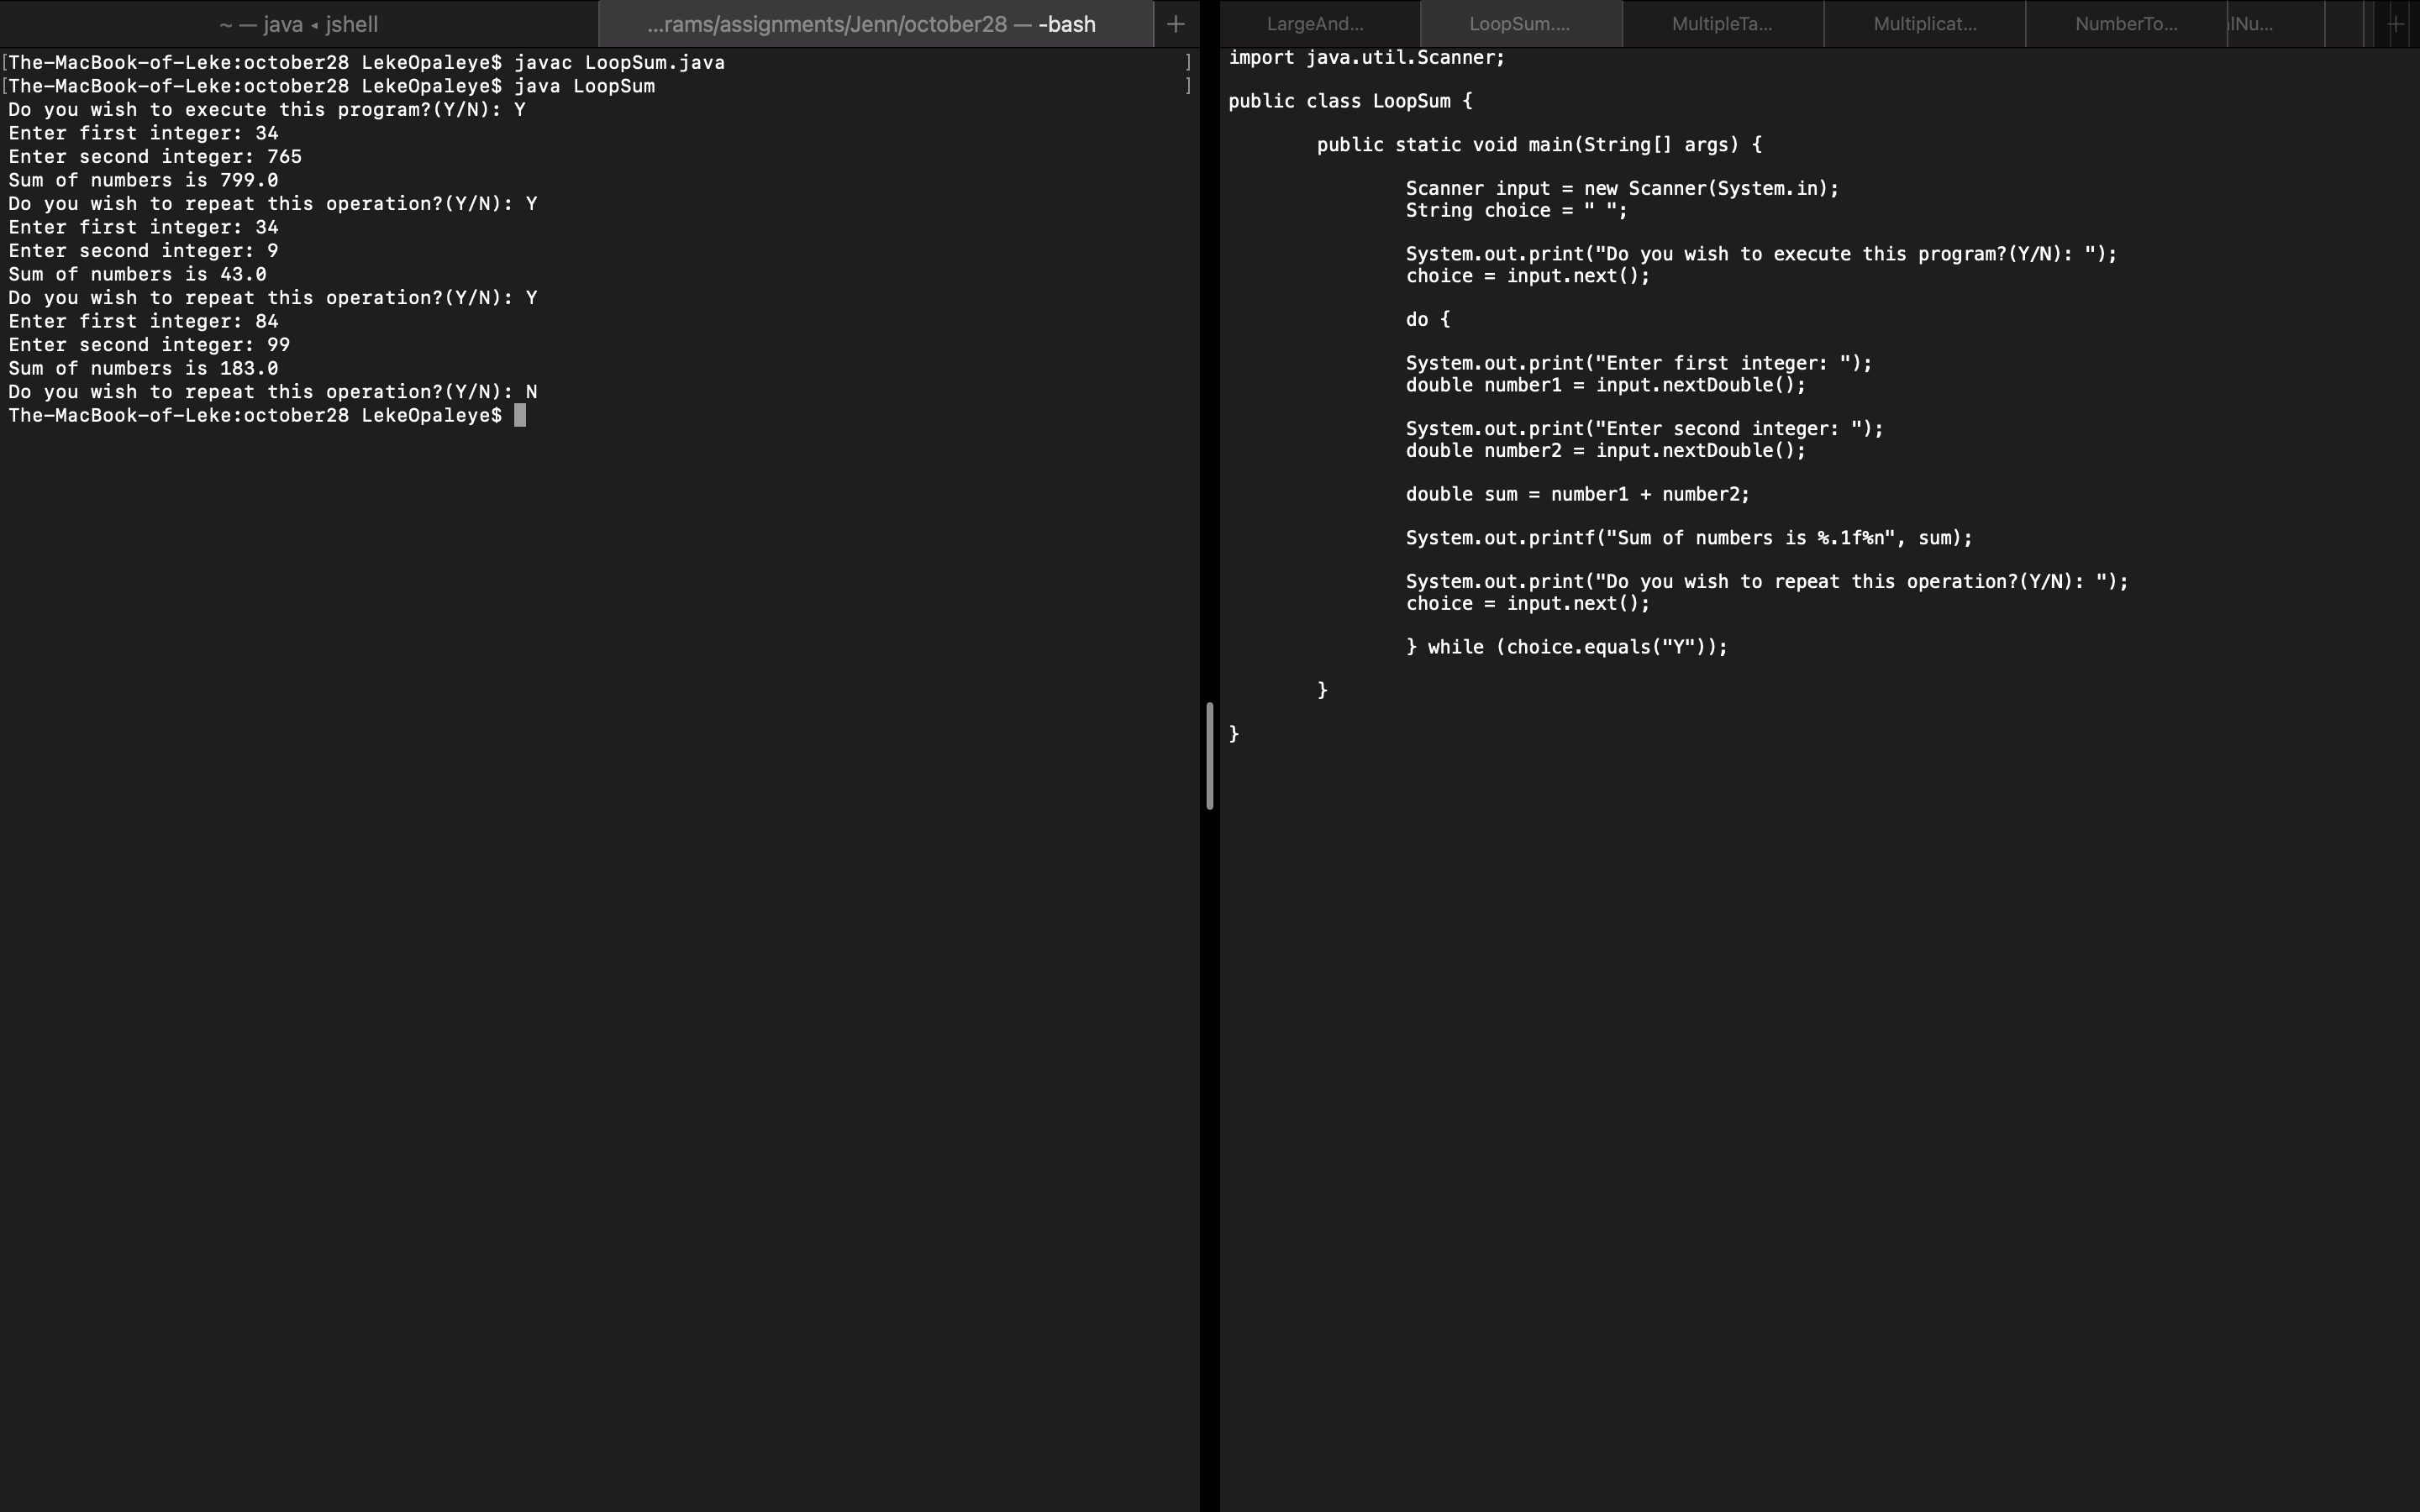 ~ — java ◂ jshell
...rams/assignments/Jenn/october28 — -bash
+
[The-MacBook-of-Leke:october28 LekeOpaleye$ javac LoopSum.java ]
[The-MacBook-of-Leke:october28 LekeOpaleye$ java LoopSum ]
Do you wish to execute this program?(Y/N): Y
Enter first integer: 34
Enter second integer: 765
Sum of numbers is 799.0
Do you wish to repeat this operation?(Y/N): Y
Enter first integer: 34
Enter second integer: 9
Sum of numbers is 43.0
Do you wish to repeat this operation?(Y/N): Y
Enter first integer: 84
Enter second integer: 99
Sum of numbers is 183.0
Do you wish to repeat this operation?(Y/N): N
The-MacBook-of-Leke:october28 LekeOpaleye$
LargeAnd...
LoopSum....
MultipleTa...
Multiplicat...
NumberTo...
lNu...
+
import java.util.Scanner;
public class LoopSum {
public static void main(String[] args) {
Scanner input = new Scanner(System.in);
String choice = " ";
System.out.print("Do you wish to execute this program?(Y/N): ");
choice = input.next();
do {
System.out.print("Enter first integer: ");
double number1 = input.nextDouble();
System.out.print("Enter second integer: ");
double number2 = input.nextDouble();
double sum = number1 + number2;
System.out.printf("Sum of numbers is %.1f%n", sum);
System.out.print("Do you wish to repeat this operation?(Y/N): ");
choice = input.next();
} while (choice.equals("Y"));
}
}